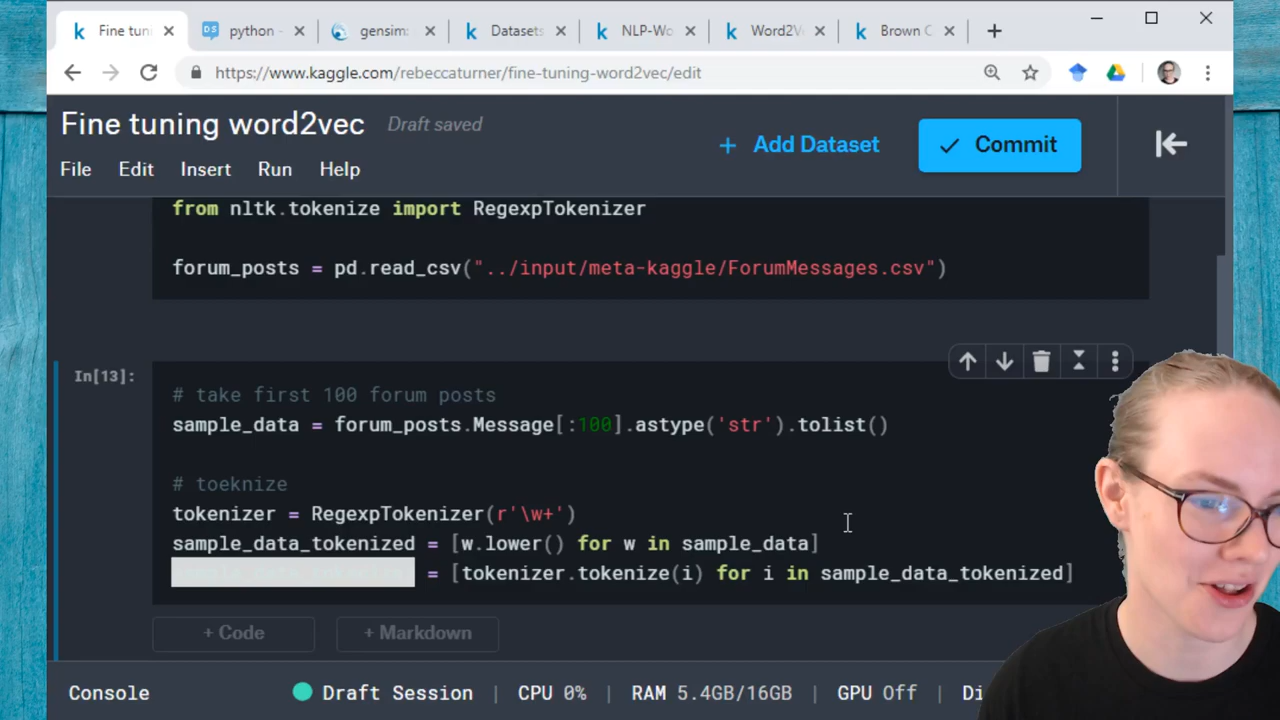 Fine tuni
python -
gensim:
Datasets
NLP-Wo
Word2V
Brown C
https://www.kaggle.com/rebeccaturner/fine-tuning-word2vec/edit
Fine tuning word2vec Draft saved
+ Add Dataset
Commit
File Edit Insert Run Help
from nltk.tokenize import RegexpTokenizer
forum_posts = pd.read_csv("../input/meta-kaggle/ForumMessages.csv")
In[13]:
# take first 100 forum posts
sample_data = forum_posts.Message[:100].astype('str').tolist()
# toeknize
tokenizer = RegexpTokenizer(r'\w+')
sample_data_tokenized = [w.lower() for w in sample_data]
= [tokenizer.tokenize(i) for i in sample_data_tokenized]
+ Code
+ Markdown
Console Draft Session | CPU 0% | RAM 5.4GB/16GB | GPU Off | Di